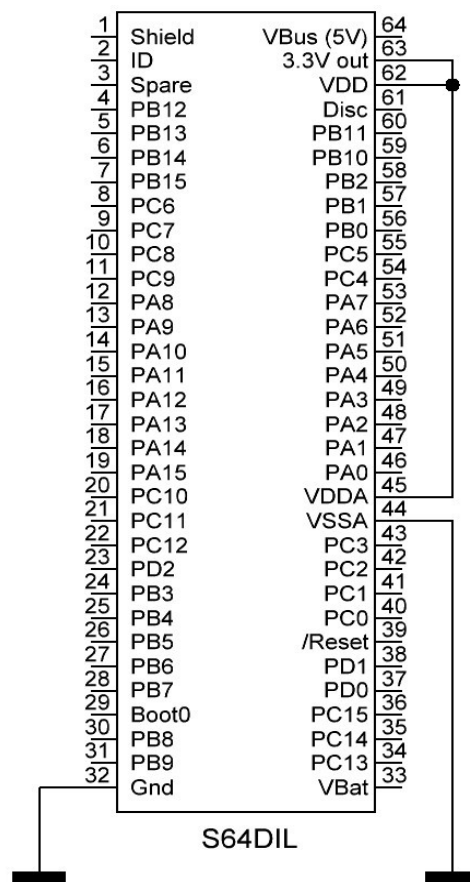 1 Shield VBus (5V) 64
2 ID 3.3V out 63
3 Spare VDD 62
4 PB12 Disc 61
5 PB13 PB11 60
6 PB14 PB10 59
7 PB15 PB2 58
8 PC6 PB1 57
9 PC7 PB0 56
10 PC8 PC5 55
11 PC9 PC4 54
12 PA8 PA7 53
13 PA9 PA6 52
14 PA10 PA5 51
15 PA11 PA4 50
16 PA12 PA3 49
17 PA13 PA2 48
18 PA14 PA1 47
19 PA15 PA0 46
20 PC10 VDDA 45
21 PC11 VSSA 44
22 PC12 PC3 43
23 PD2 PC2 42
24 PB3 PC1 41
25 PB4 PC0 40
26 PB5 /Reset 39
27 PB6 PD1 38
28 PB7 PD0 37
29 Boot0 PC15 36
30 PB8 PC14 35
31 PB9 PC13 34
32 Gnd VBat 33
S64DIL